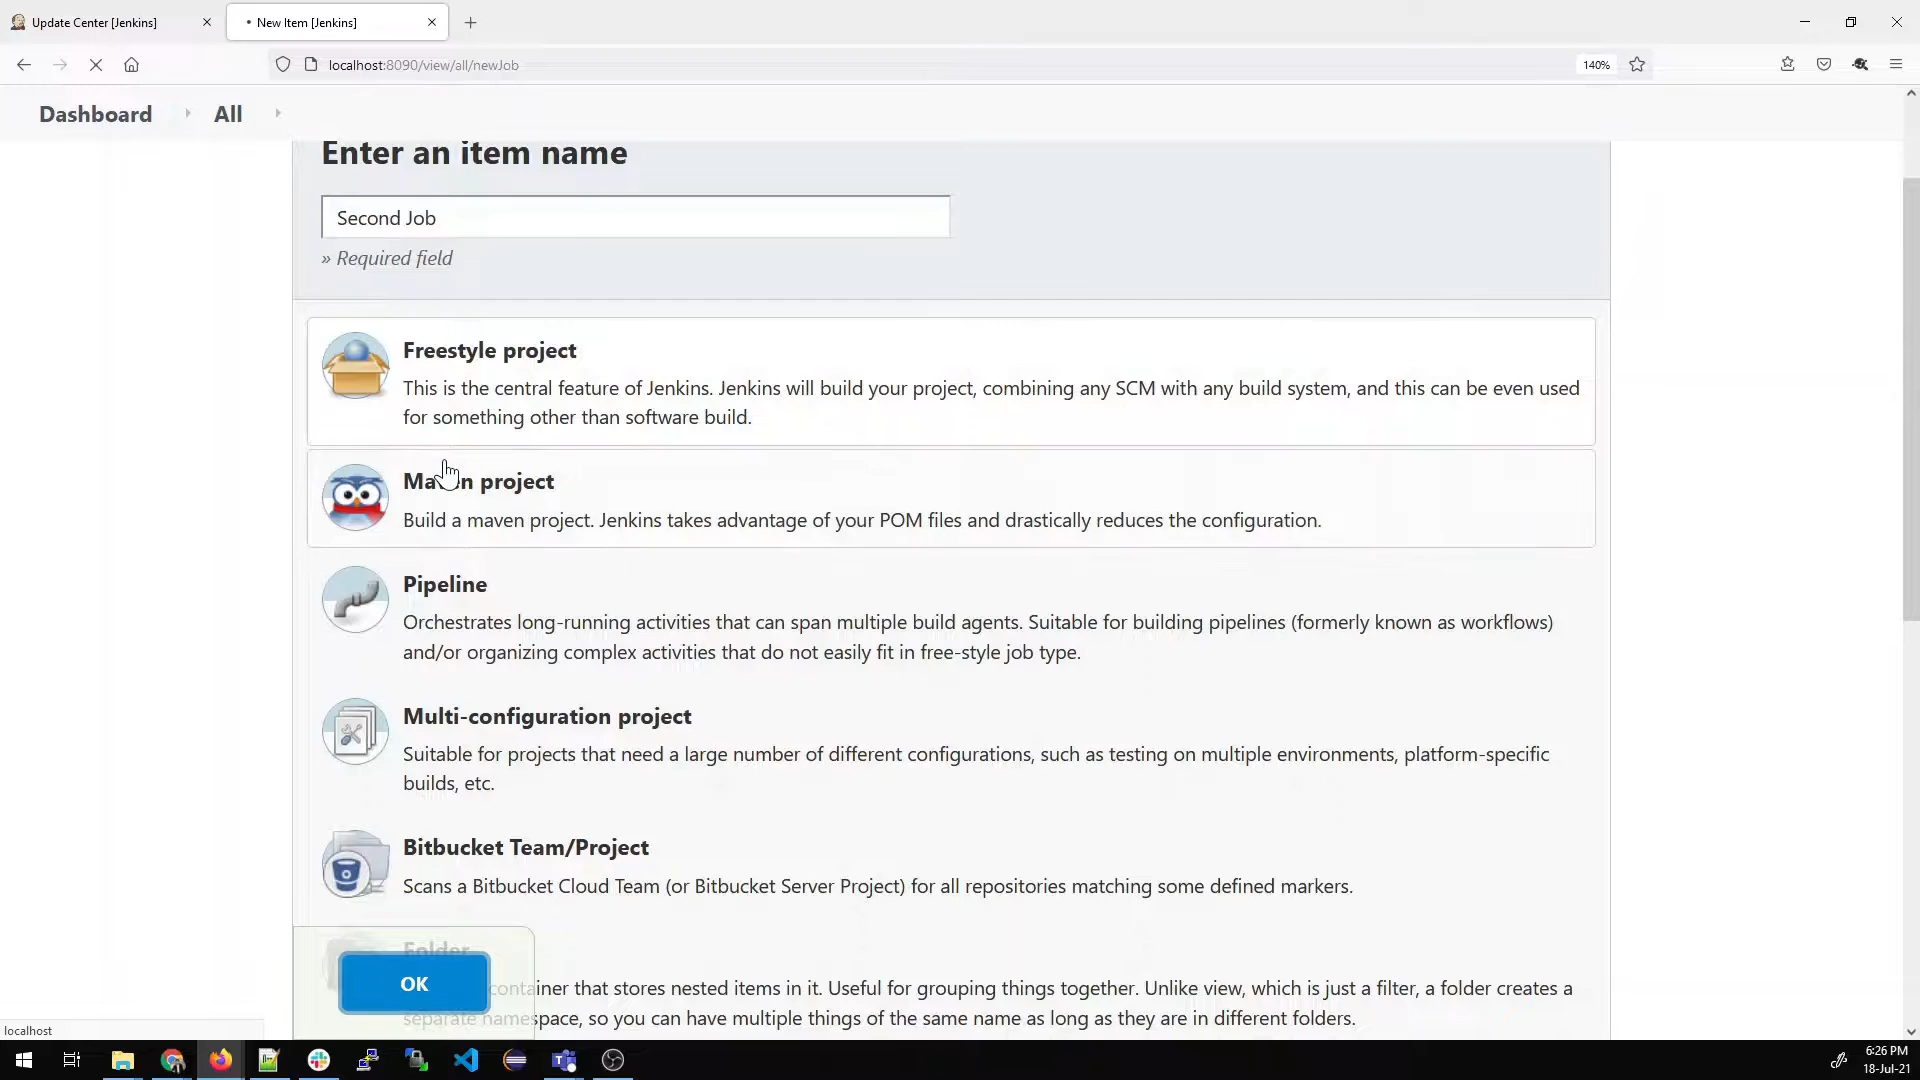 Update Center [Jenkins]
New Item [Jenkins]
localhost:8090/view/all/newJob
140%
Dashboard
All
Enter an item name
Second Job
» Required field
Freestyle project
This is the central feature of Jenkins. Jenkins will build your project, combining any SCM with any build system, and this can be even used
for something other than software build.
Maven project
Build a maven project. Jenkins takes advantage of your POM files and drastically reduces the configuration.
Pipeline
Orchestrates long-running activities that can span multiple build agents. Suitable for building pipelines (formerly known as workflows)
and/or organizing complex activities that do not easily fit in free-style job type.
Multi-configuration project
Suitable for projects that need a large number of different configurations, such as testing on multiple environments, platform-specific
builds, etc.
Bitbucket Team/Project
Scans a Bitbucket Cloud Team (or Bitbucket Server Project) for all repositories matching some defined markers.
Folder
OK
container that stores nested items in it. Useful for grouping things together. Unlike view, which is just a filter, a folder creates a
separate namespace, so you can have multiple things of the same name as long as they are in different folders.
localhost
6:26 PM
18-Jul-21